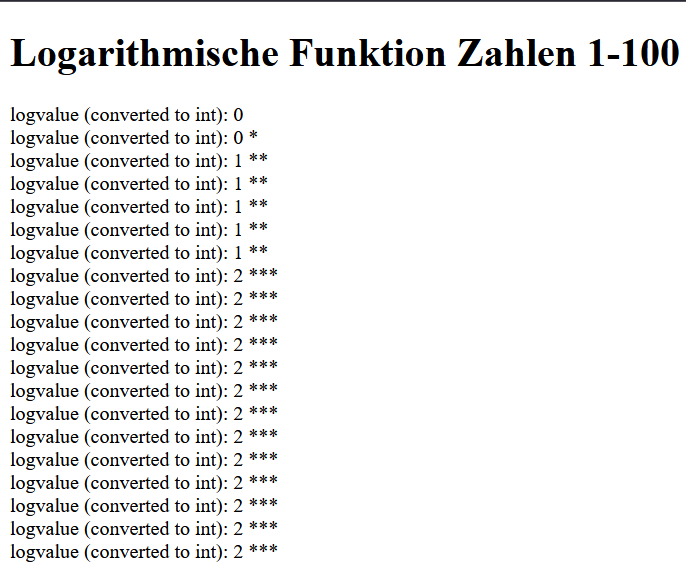 Logarithmische Funktion Zahlen 1-100
logvalue (converted to int): 0
logvalue (converted to int): 0 *
logvalue (converted to int): 1 **
logvalue (converted to int): 1 **
logvalue (converted to int): 1 **
logvalue (converted to int): 1 **
logvalue (converted to int): 1 **
logvalue (converted to int): 2 ***
logvalue (converted to int): 2 ***
logvalue (converted to int): 2 ***
logvalue (converted to int): 2 ***
logvalue (converted to int): 2 ***
logvalue (converted to int): 2 ***
logvalue (converted to int): 2 ***
logvalue (converted to int): 2 ***
logvalue (converted to int): 2 ***
logvalue (converted to int): 2 ***
logvalue (converted to int): 2 ***
logvalue (converted to int): 2 ***
logvalue (converted to int): 2 ***